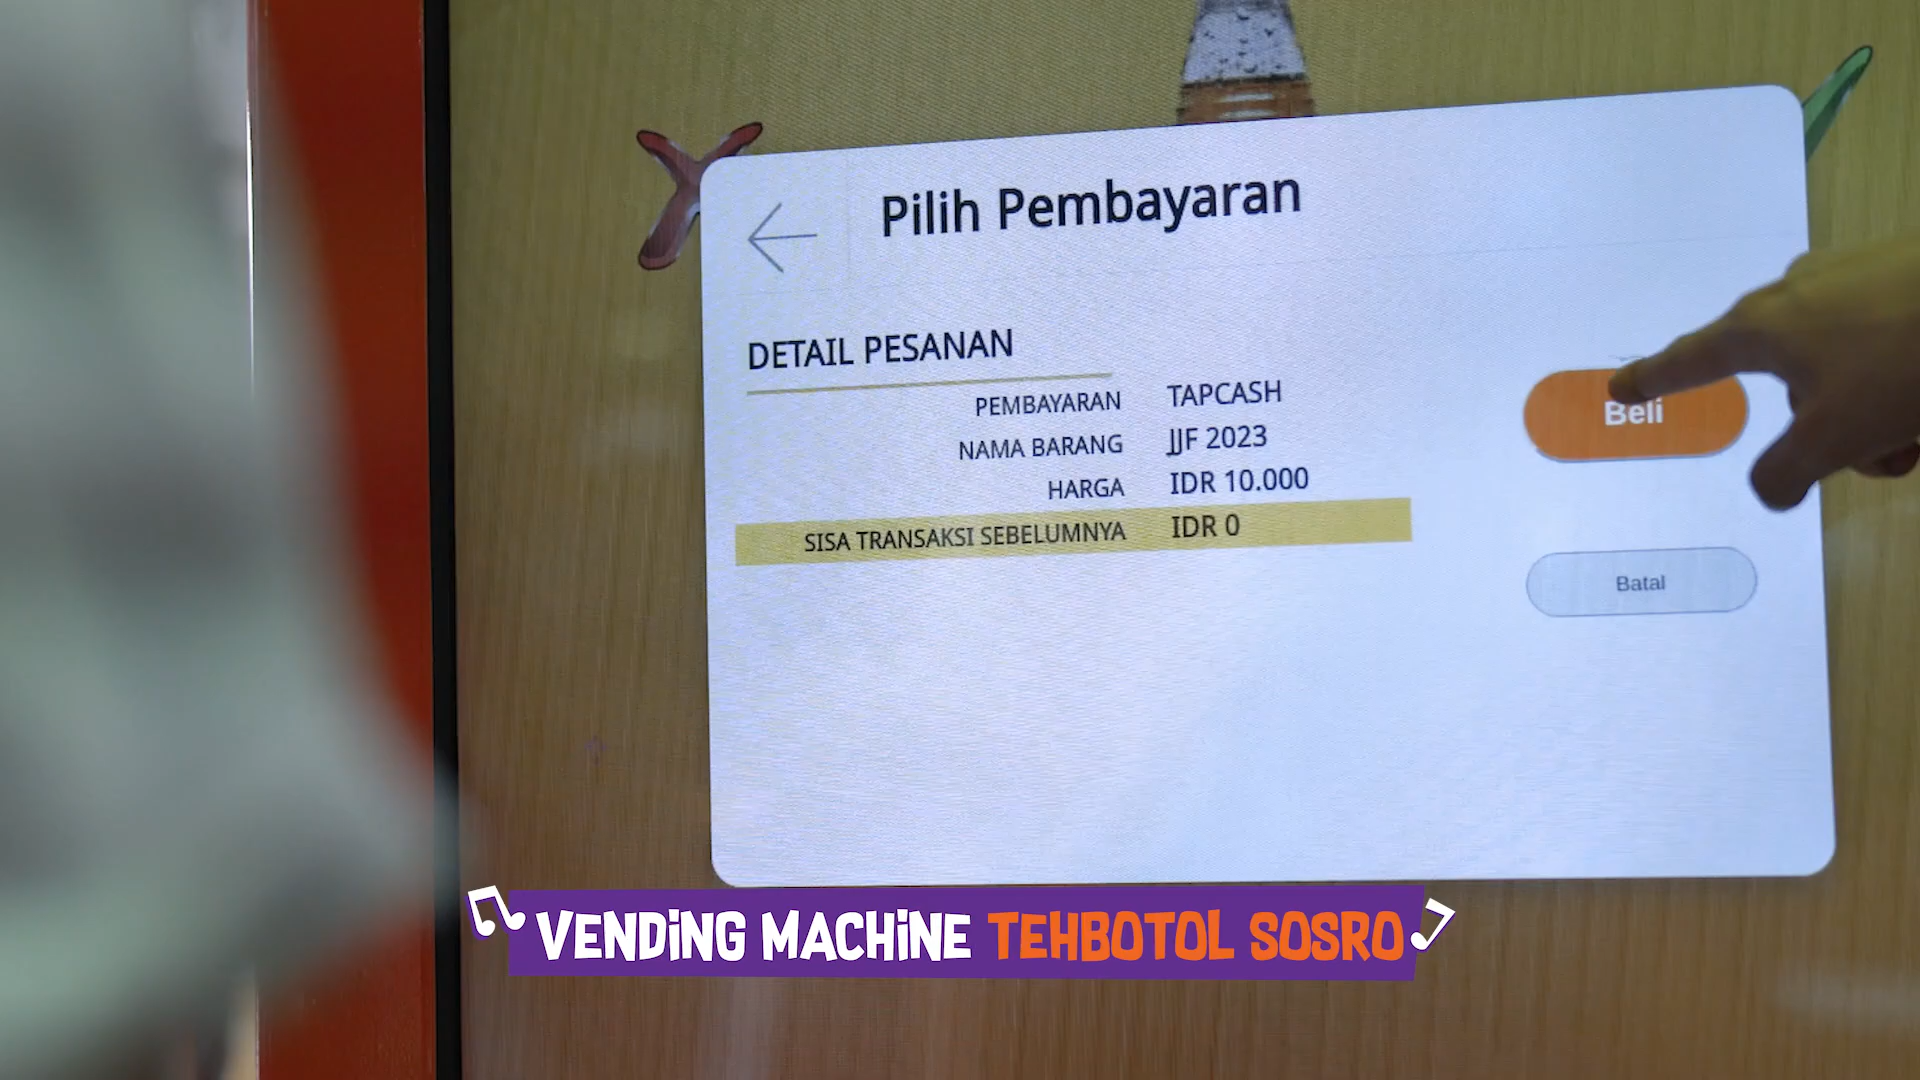 Pilih Pembayaran
DETAIL PESANAN
PEMBAYARAN TAPCASH
NAMA BARANG JJF 2023
HARGA IDR 10.000
SISA TRANSAKSI SEBELUMNYA IDR 0
Beli
Batal
VENDING MACHINE TEHBOTOL SOSRO